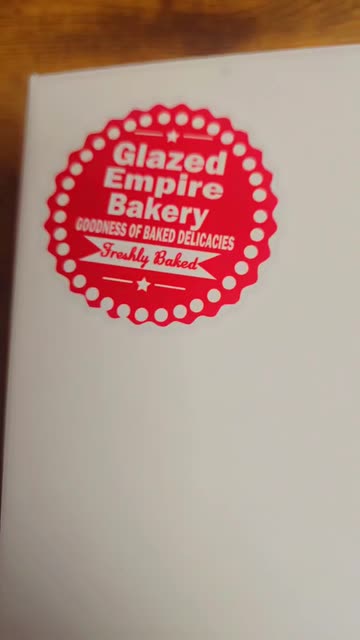 Glazed
Empire
Bakery
GOODNESS OF BAKED DELICACIES
Freshly Baked